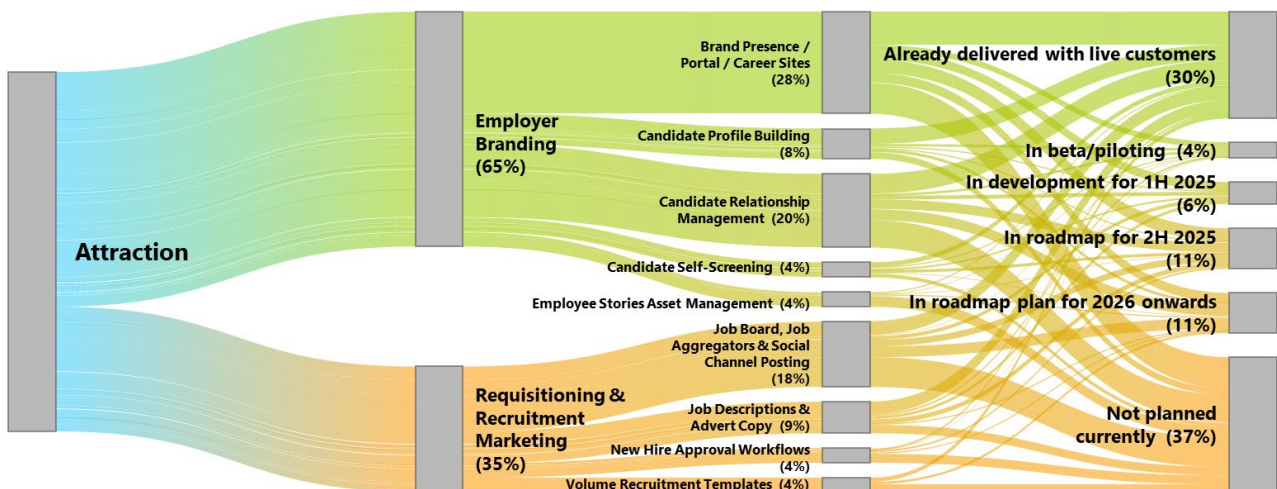 Attraction
Employer
Branding
(65%)
Requisitioning &
Recruitment
Marketing
(35%)
Brand Presence /
Portal / Career Sites
(28%)
Candidate Profile Building
(8%)
Candidate Relationship
Management (20%)
Candidate Self-Screening (4%)
Employee Stories Asset Management (4%)
Job Board, Job
Aggregators & Social
Channel Posting
(18%)
Job Descriptions &
Advert Copy (9%)
New Hire Approval Workflows
(4%)
Volume Recruitment Templates (4%)
Already delivered with live customers
(30%)
In beta/piloting (4%)
In development for 1H 2025
(6%)
In roadmap for 2H 2025
(11%)
In roadmap plan for 2026 onwards
(11%)
Not planned
currently (37%)